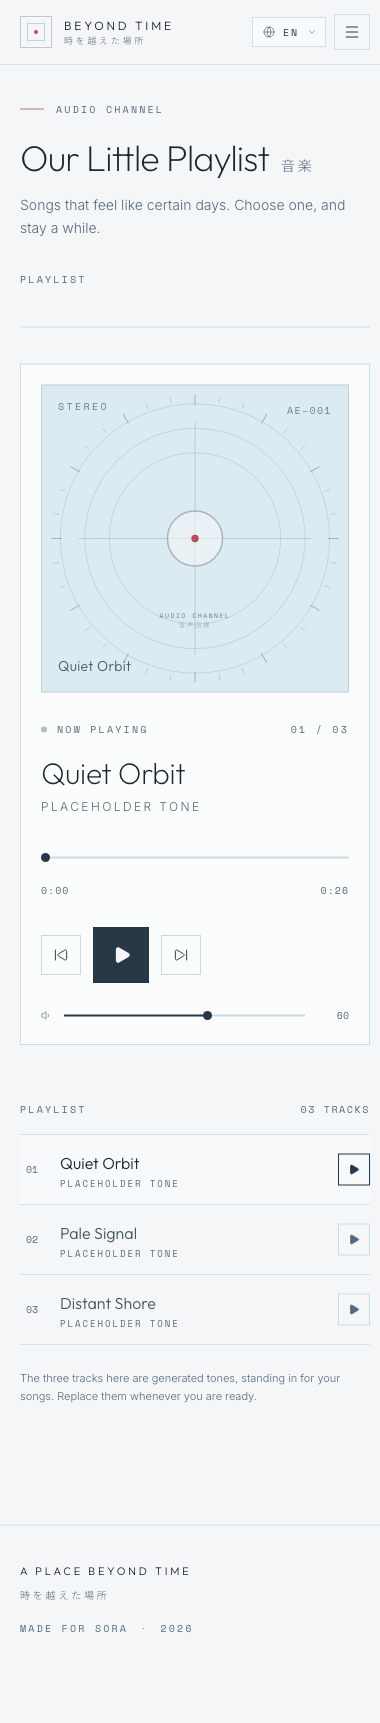 BEYOND TIME
時を越えた場所
EN
AUDIO CHANNEL
Our Little Playlist 音楽
Songs that feel like certain days. Choose one, and
stay a while.
PLAYLIST
STEREO
AE—001
AUDIO CHANNEL
音声回線
Quiet Orbit
NOW PLAYING
01 / 03
Quiet Orbit
PLACEHOLDER TONE
0:00
0:26
60
PLAYLIST
03 TRACKS
01
Quiet Orbit
PLACEHOLDER TONE
02
Pale Signal
PLACEHOLDER TONE
03
Distant Shore
PLACEHOLDER TONE
The three tracks here are generated tones, standing in for your
songs. Replace them whenever you are ready.
A PLACE BEYOND TIME
時を越えた場所
MADE FOR SORA · 2026